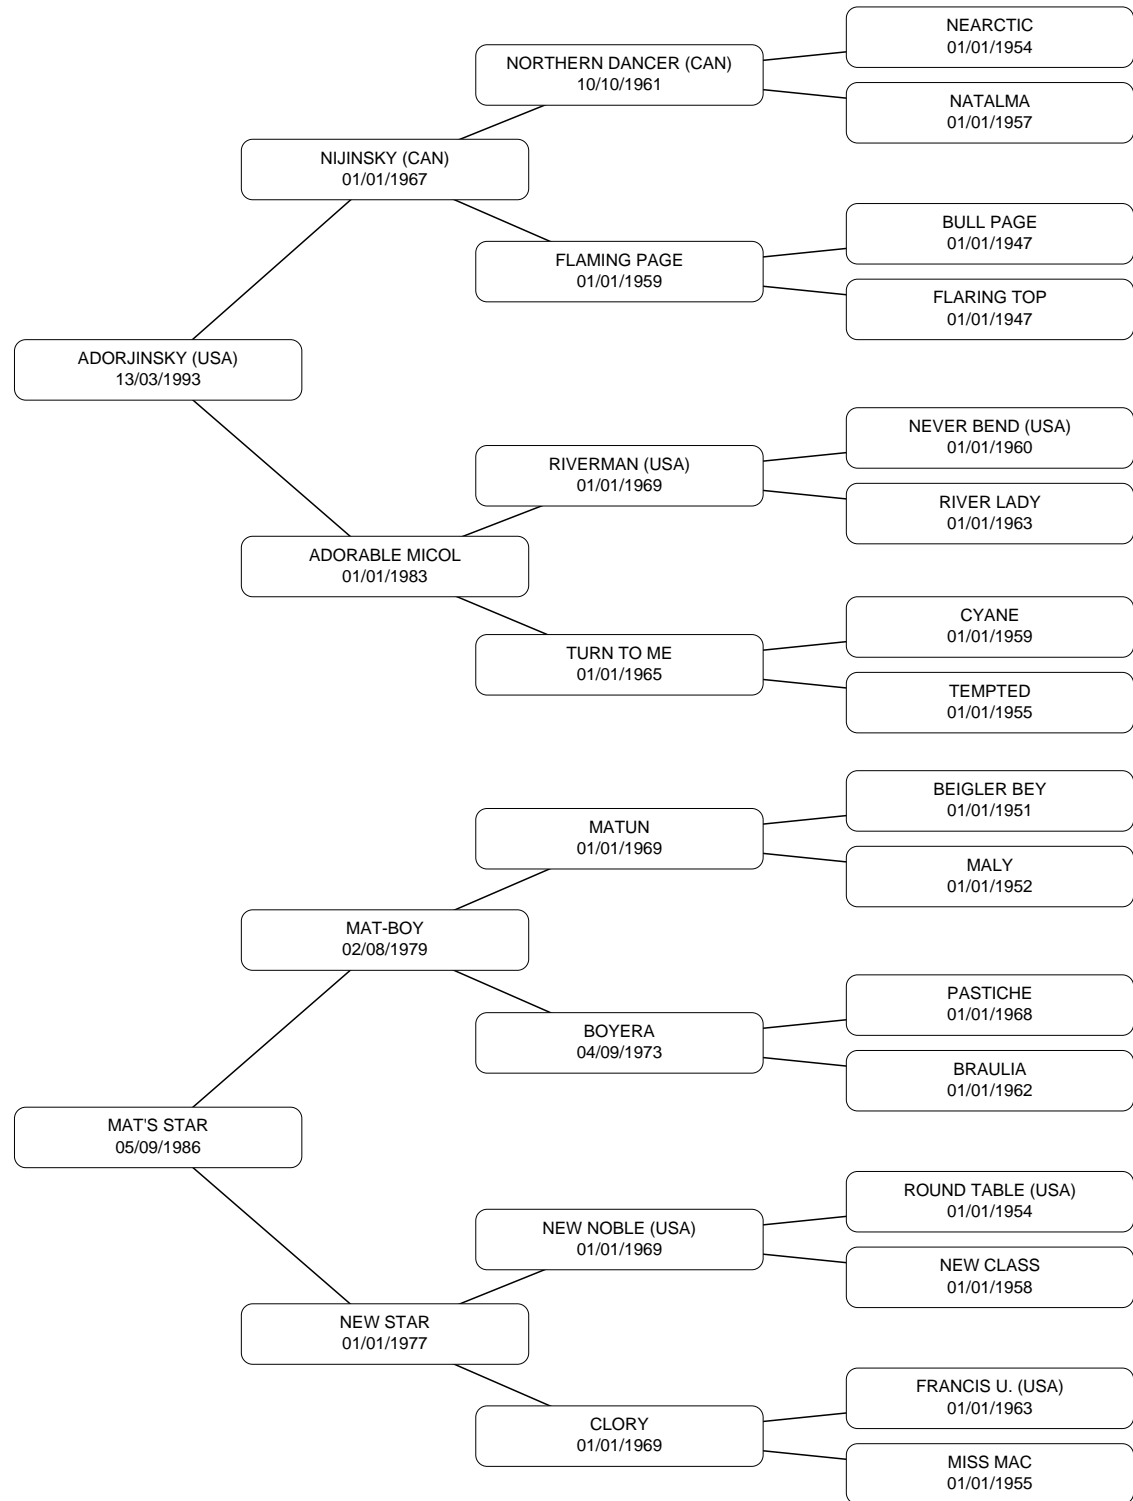 NEARCTIC
01/01/1954
NORTHERN DANCER (CAN)
10/10/1961
NATALMA
01/01/1957
NIJINSKY (CAN)
01/01/1967
BULL PAGE
01/01/1947
FLAMING PAGE
01/01/1959
FLARING TOP
01/01/1947
ADORJINSKY (USA)
13/03/1993
NEVER BEND (USA)
01/01/1960
RIVERMAN (USA)
01/01/1969
RIVER LADY
01/01/1963
ADORABLE MICOL
01/01/1983
CYANE
01/01/1959
TURN TO ME
01/01/1965
TEMPTED
01/01/1955
BEIGLER BEY
01/01/1951
MATUN
01/01/1969
MALY
01/01/1952
MAT-BOY
02/08/1979
PASTICHE
01/01/1968
BOYERA
04/09/1973
BRAULIA
01/01/1962
MAT'S STAR
05/09/1986
ROUND TABLE (USA)
01/01/1954
NEW NOBLE (USA)
01/01/1969
NEW CLASS
01/01/1958
NEW STAR
01/01/1977
FRANCIS U. (USA)
01/01/1963
CLORY
01/01/1969
MISS MAC
01/01/1955